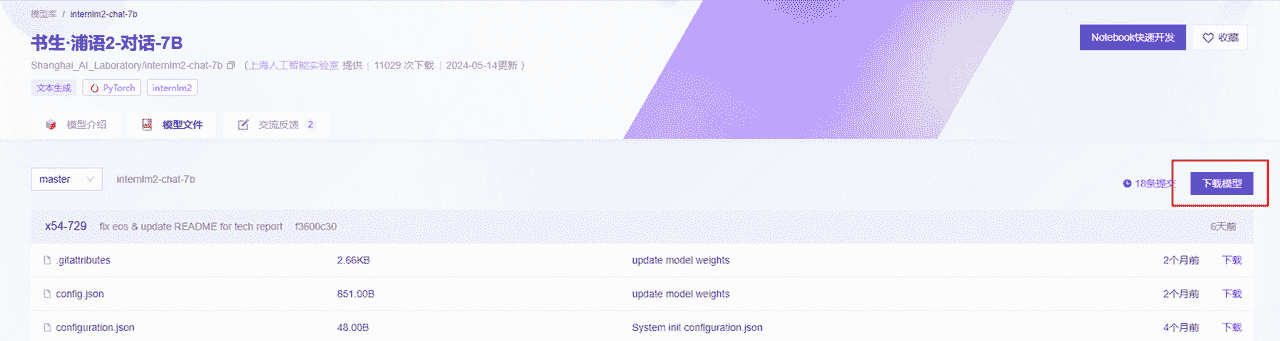 模型库 / internlm2-chat-7b
书生·浦语2-对话-7B
Notebook快速开发
收藏
Shanghai_AI_Laboratory/internlm2-chat-7b （上海人工智能实验室 提供 | 11029 次下载 | 2024-05-14更新 ）
文本生成 PyTorch internlm2
模型介绍 模型文件 交流反馈 2
master internlm2-chat-7b 18条提交 下载模型
x54-729 fix eos & update README for tech report f3600c30 6天前
.gitattributes 2.66KB update model weights 2个月前 下载
config.json 851.00B update model weights 2个月前 下载
configuration.json 48.00B System init configuration.json 4个月前 下载